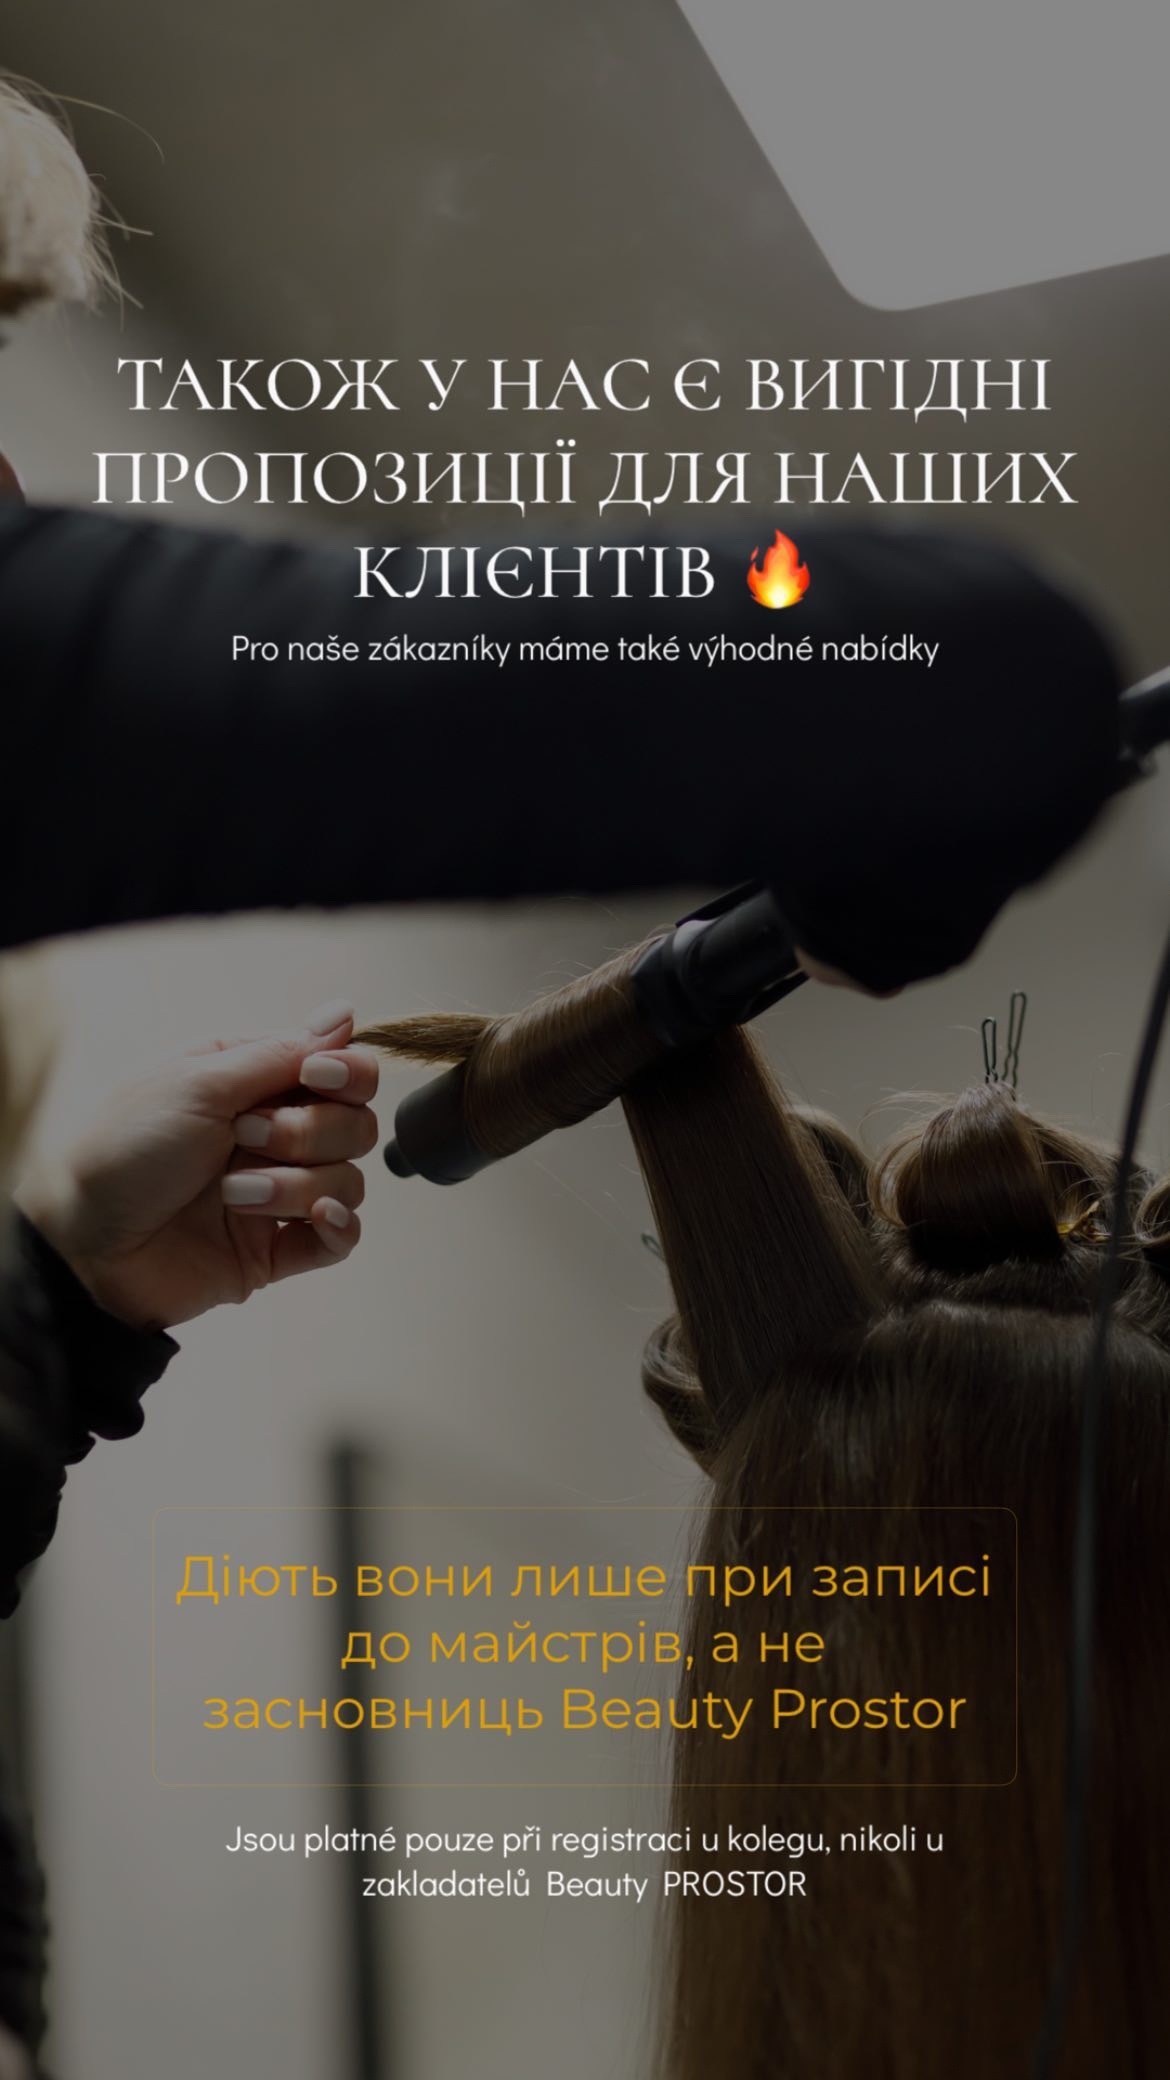 ТАКОЖ У НАС Є ВИГІДНІ
ПРОПОЗИЦІЇ ДЛЯ НАШИХ
КЛІЄНТІВ 🔥
Pro naše zákazníky máme také výhodné nabídky
Діють вони лише при записі
до майстрів, а не
засновниць Beauty Prostor
Jsou platné pouze při registraci u kolegu, nikoli u
zakladatelů Beauty PROSTOR